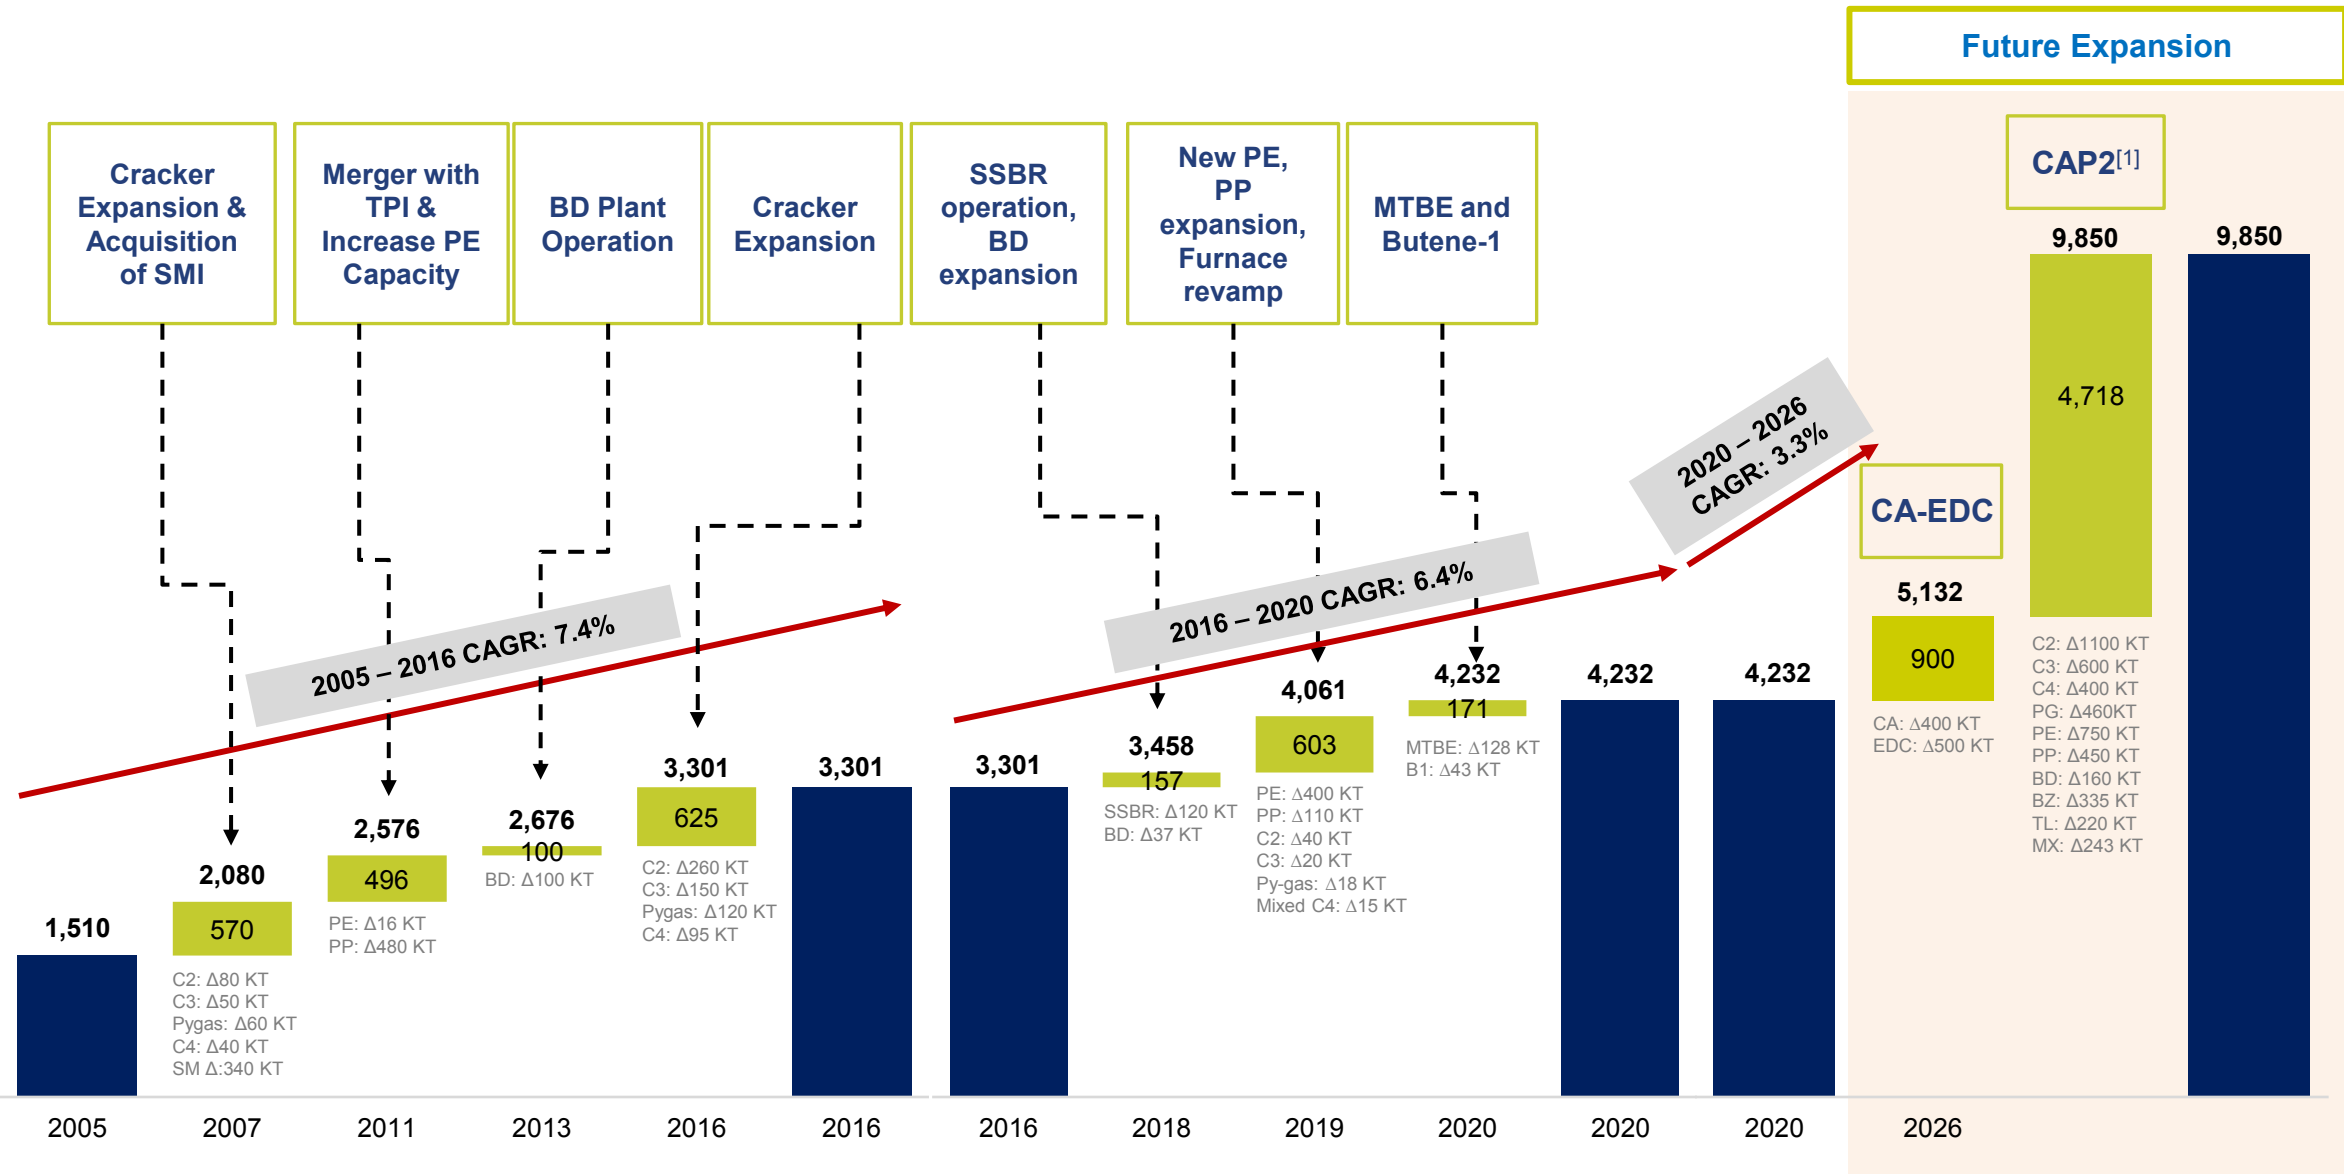 Future Expansion
Cracker
Expansion &
Acquisition
of SMI
Merger with
TPI &
Increase PE
Capacity
BD Plant
Operation
Cracker
Expansion
SSBR
operation,
BD
expansion
New PE,
PP
expansion,
Furnace
revamp
MTBE and
Butene-1
CAP2[1]
CA-EDC
2005 – 2016 CAGR: 7.4%
2016 – 2020 CAGR: 6.4%
2020 – 2026
CAGR: 3.3%
1,510
2,080
570
C2: Δ80 KT
C3: Δ50 KT
Pygas: Δ60 KT
C4: Δ40 KT
SM Δ:340 KT
2,576
496
PE: Δ16 KT
PP: Δ480 KT
2,676
100
BD: Δ100 KT
3,301
625
C2: Δ260 KT
C3: Δ150 KT
Pygas: Δ120 KT
C4: Δ95 KT
3,301
3,301
3,458
157
SSBR: Δ120 KT
BD: Δ37 KT
4,061
603
PE: Δ400 KT
PP: Δ110 KT
C2: Δ40 KT
C3: Δ20 KT
Py-gas: Δ18 KT
Mixed C4: Δ15 KT
4,232
171
MTBE: Δ128 KT
B1: Δ43 KT
4,232
4,232
5,132
900
CA: Δ400 KT
EDC: Δ500 KT
9,850
4,718
C2: Δ1100 KT
C3: Δ600 KT
C4: Δ400 KT
PG: Δ460KT
PE: Δ750 KT
PP: Δ450 KT
BD: Δ160 KT
BZ: Δ335 KT
TL: Δ220 KT
MX: Δ243 KT
9,850
2005
2007
2011
2013
2016
2016
2016
2018
2019
2020
2020
2020
2026